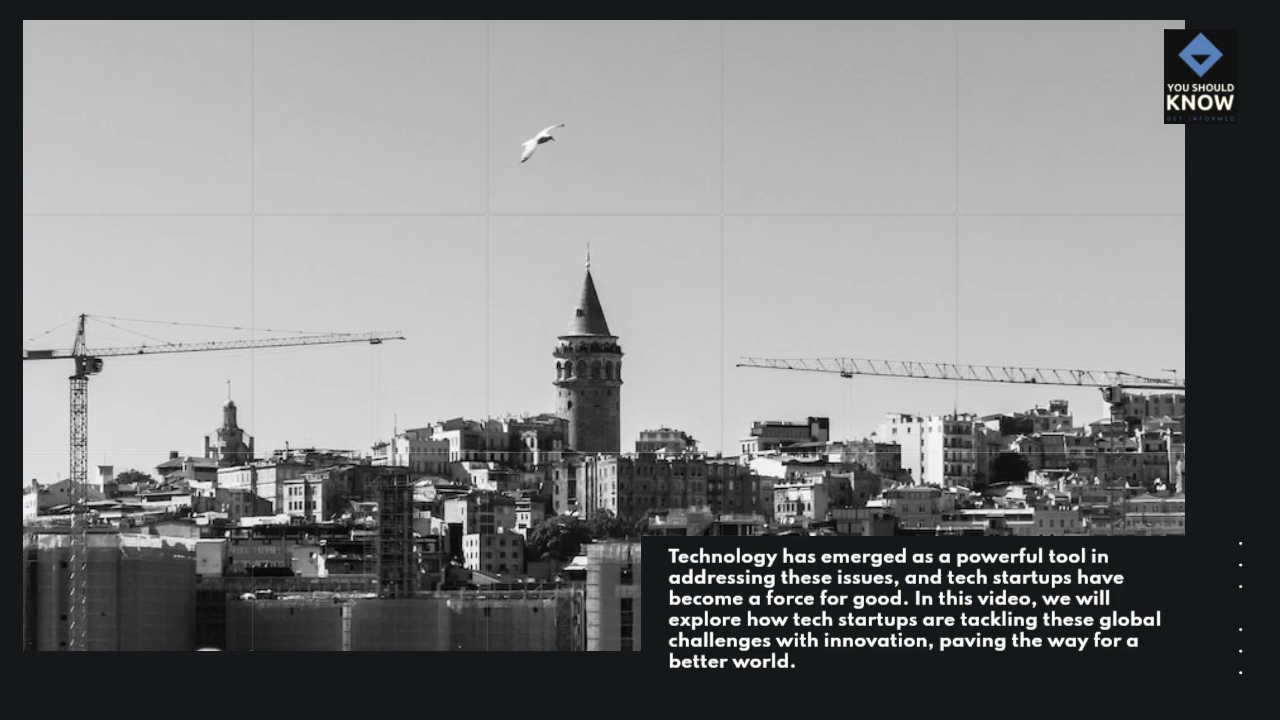 YOU SHOULD
KNOW
GET INFORMED
Technology has emerged as a powerful tool in
addressing these issues, and tech startups have
become a force for good. In this video, we will
explore how tech startups are tackling these global
challenges with innovation, paving the way for a
better world.